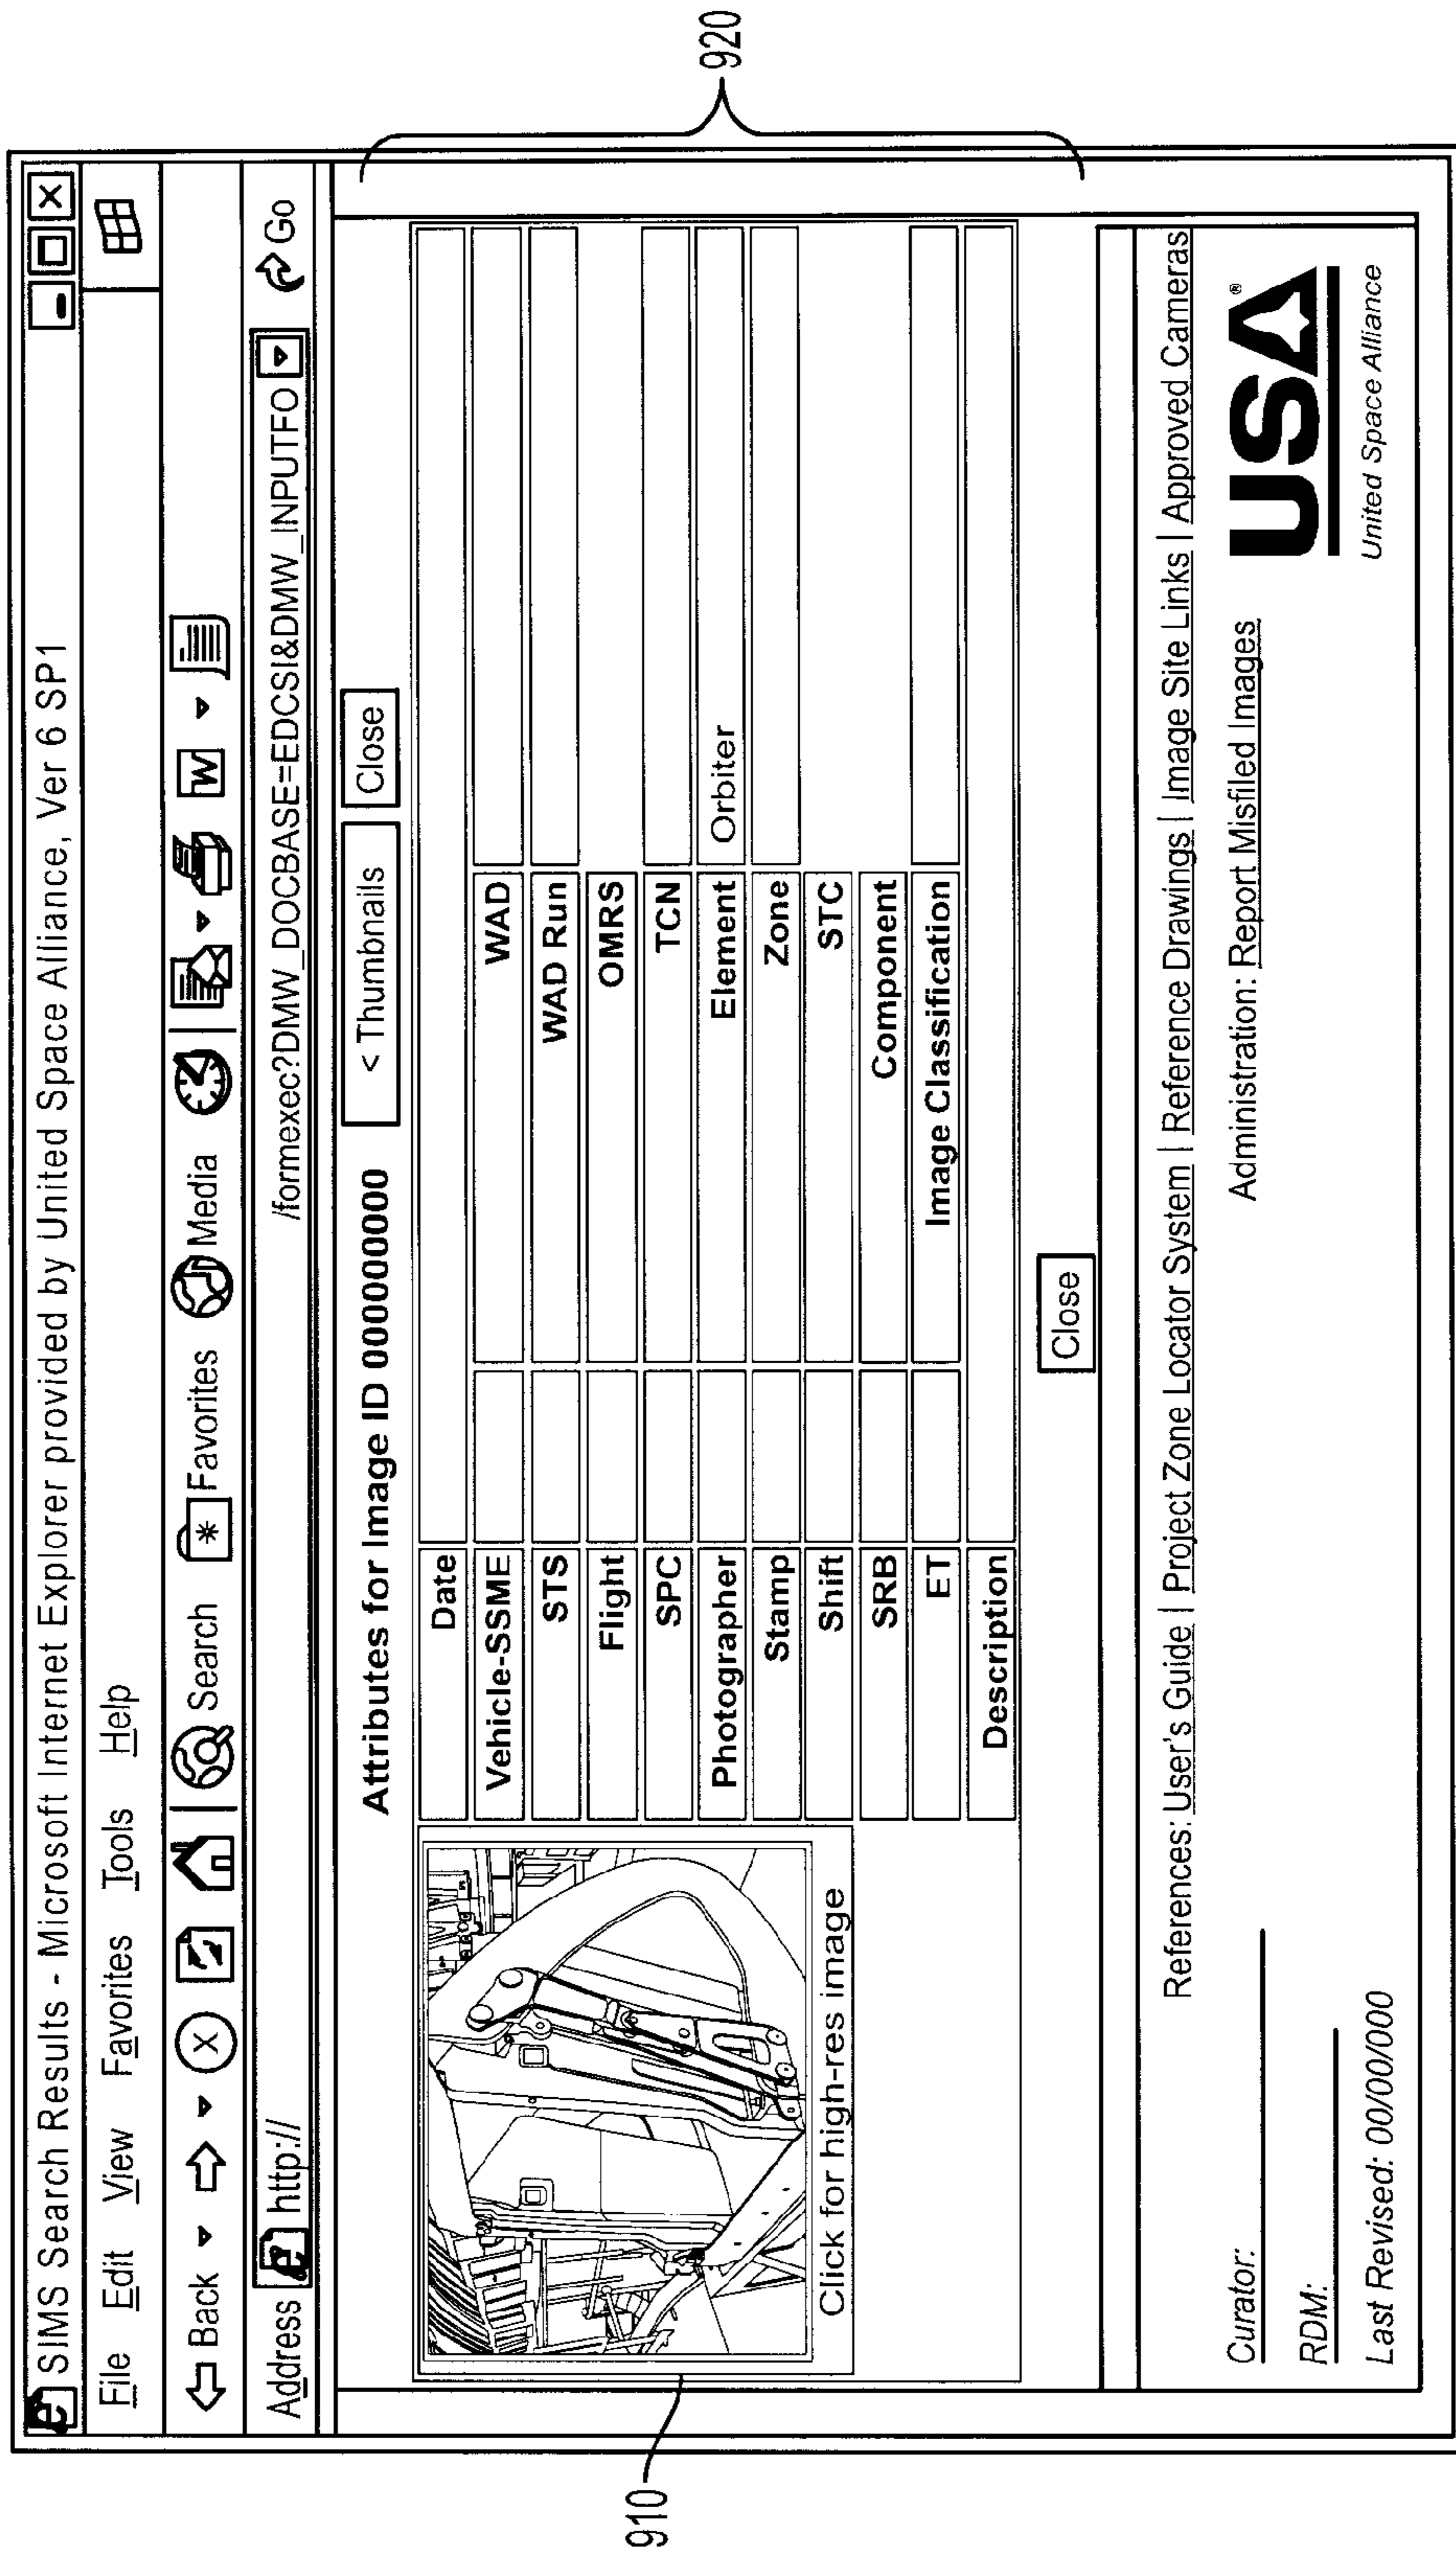 SIMS Search Results - Microsoft Internet Explorer provided by United Space Alliance, Ver 6 SP1
File Edit View Favorites Tools Help
Back Search Favorites Media W
Address http:// /formexec?DMW_DOCBASE=EDCSI&DMW_INPUTFO Go
Attributes for Image ID 000000000 < Thumbnails Close
Date
Vehicle-SSME WAD
STS WAD Run
Flight OMRS
SPC TCN
Photographer Element Orbiter
Stamp Zone
Shift STC
SRB Component
ET Image Classification
Description
Click for high-res image
Close
References: User's Guide | Project Zone Locator System | Reference Drawings | Image Site Links | Approved Cameras
Curator: Administration: Report Misfiled Images
RDM:
Last Revised: 00/00/000
USA®
United Space Alliance
910
920